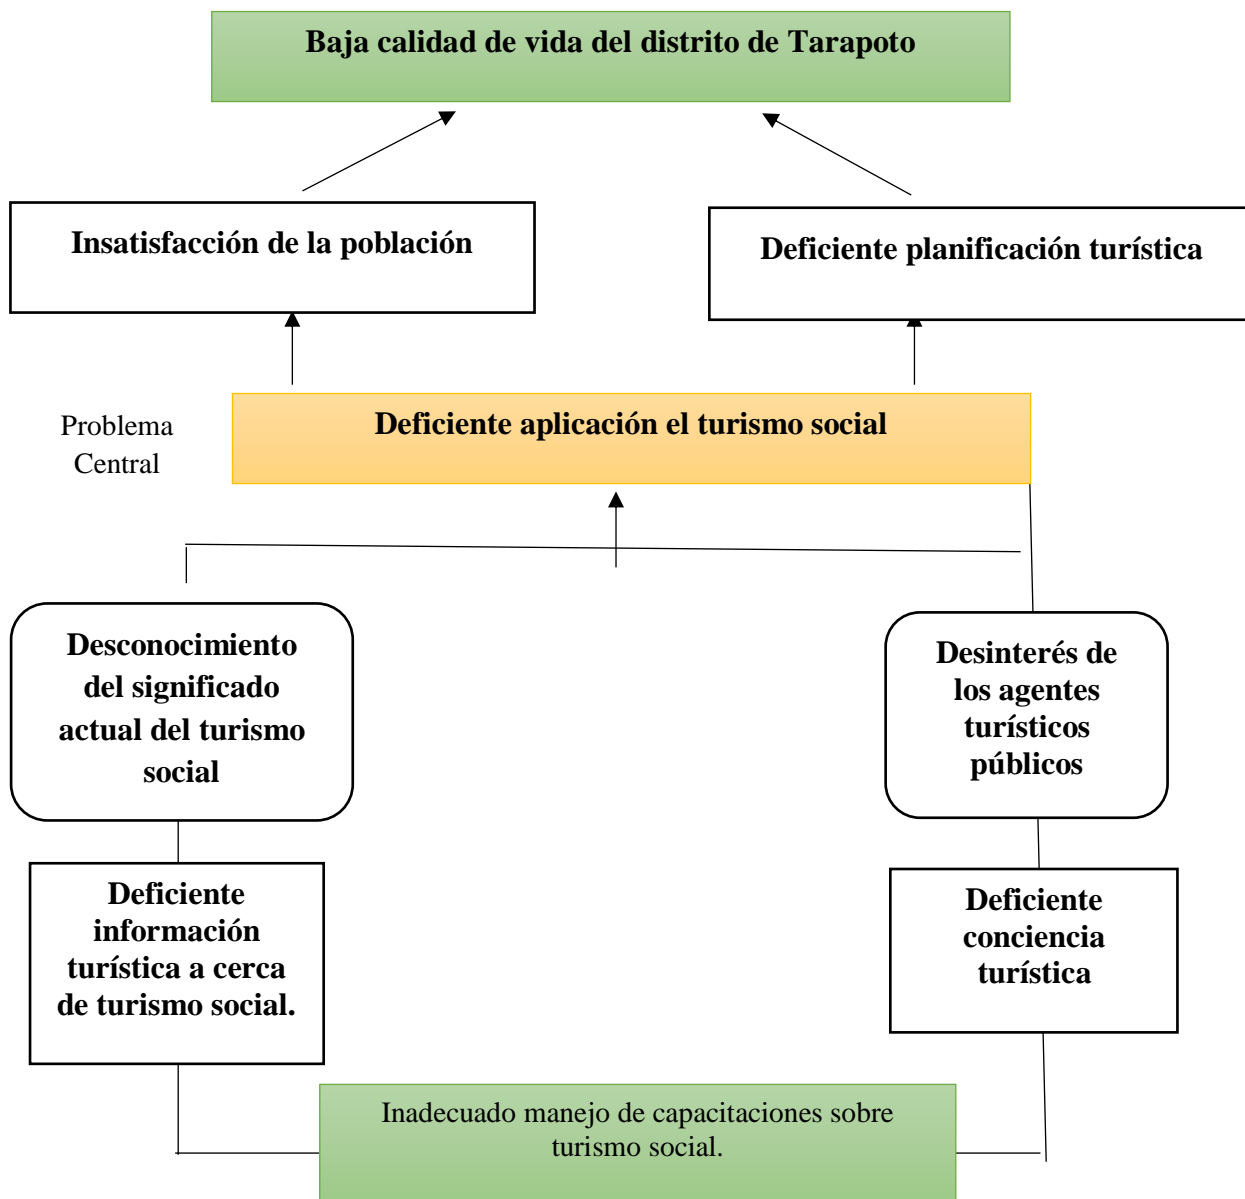 Baja calidad de vida del distrito de Tarapoto
Insatisfacción de la población
Deficiente planificación turística
Problema
Central
Deficiente aplicación el turismo social
Desconocimiento
del significado
actual del turismo
social
Desinterés de
los agentes
turísticos
públicos
Deficiente
información
turística a cerca
de turismo social.
Deficiente
conciencia
turística
Inadecuado manejo de capacitaciones sobre
turismo social.